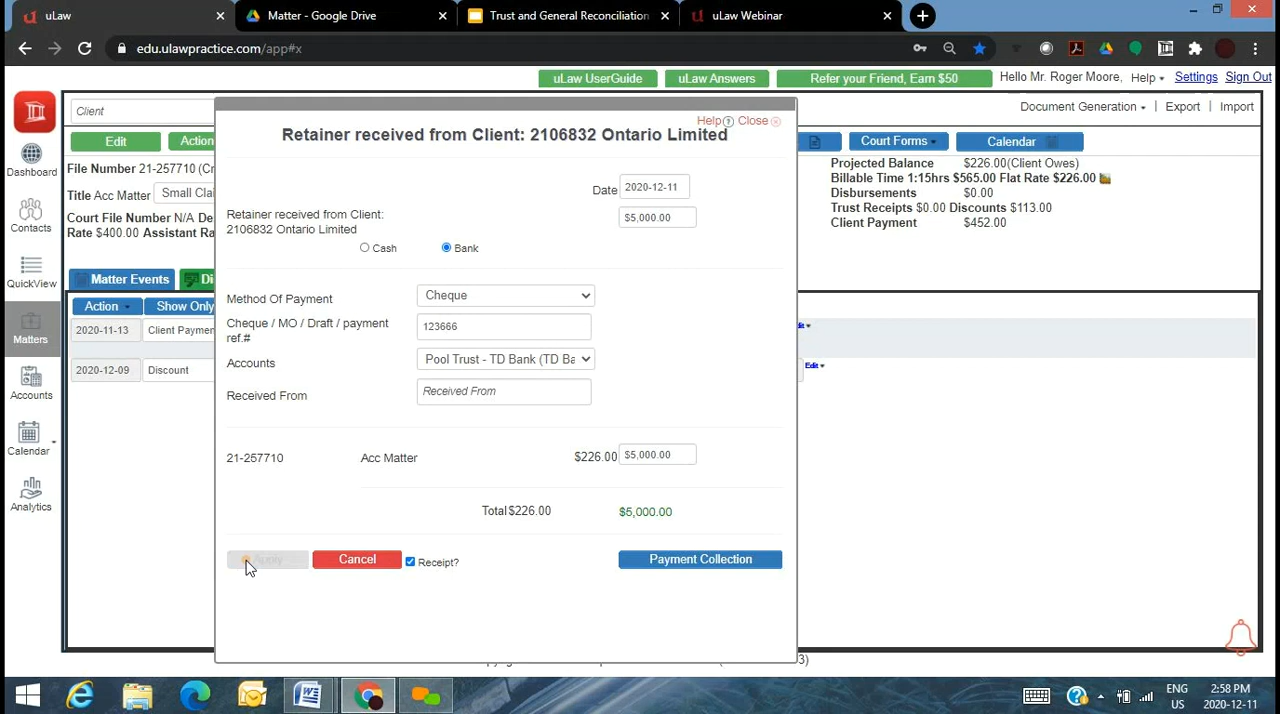 uLaw
Matter - Google Drive
Trust and General Reconciliation
uLaw Webinar
edu.ulawpractice.com/app#x
uLaw UserGuide
uLaw Answers
Refer your Friend, Earn $50
Hello Mr. Roger Moore,
Help
Settings
Sign Out
Client
Document Generation
Export
Import
Edit
Action
Court Forms
Calendar
Dashboard
Contacts
QuickView
Matters
Accounts
Calendar
Analytics
File Number 21-257710
Title Acc Matter
Small Clai
Court File Number N/A De
Rate $400.00 Assistant Ra
Projected Balance $226.00(Client Owes)
Billable Time 1:15hrs $565.00 Flat Rate $226.00
Disbursements $0.00
Trust Receipts $0.00 Discounts $113.00
Client Payment $452.00
Matter Events
Di
Action
Show Only
2020-11-13 Client Paymen
2020-12-09 Discount
Edit
Help Close
Retainer received from Client: 2106832 Ontario Limited
Date 2020-12-11
Retainer received from Client:
2106832 Ontario Limited
$5,000.00
Cash
Bank
Method Of Payment
Cheque
Cheque / MO / Draft / payment
ref.#
123666
Accounts
Pool Trust - TD Bank (TD Ba
Received From
Received From
21-257710 Acc Matter $226.00 $5,000.00
Total $226.00 $5,000.00
Apply
Cancel
Receipt?
Payment Collection
ENG
US
2:58 PM
2020-12-11